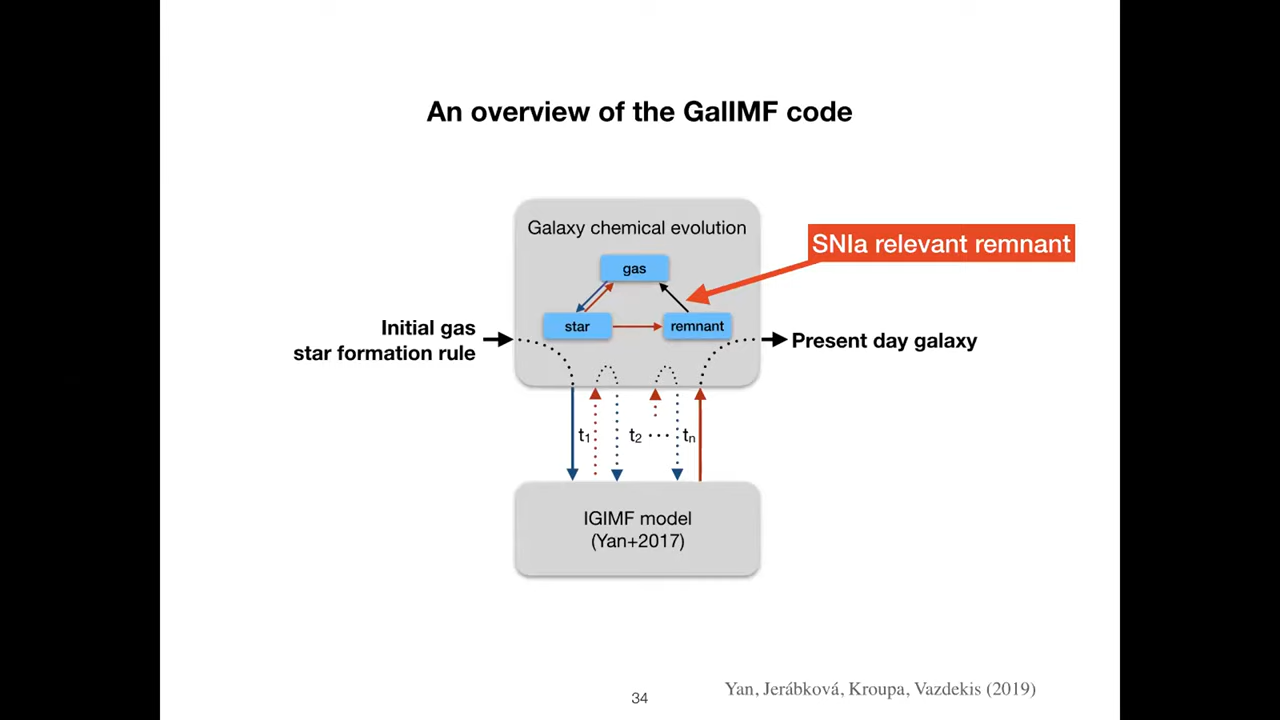 An overview of the GalIMF code
Galaxy chemical evolution
SNIa relevant remnant
gas
star
remnant
Initial gas
star formation rule
Present day galaxy
t₁
t₂
tₙ
IGIMF model
(Yan+2017)
Yan, Jerábková, Kroupa, Vazdekis (2019)
34